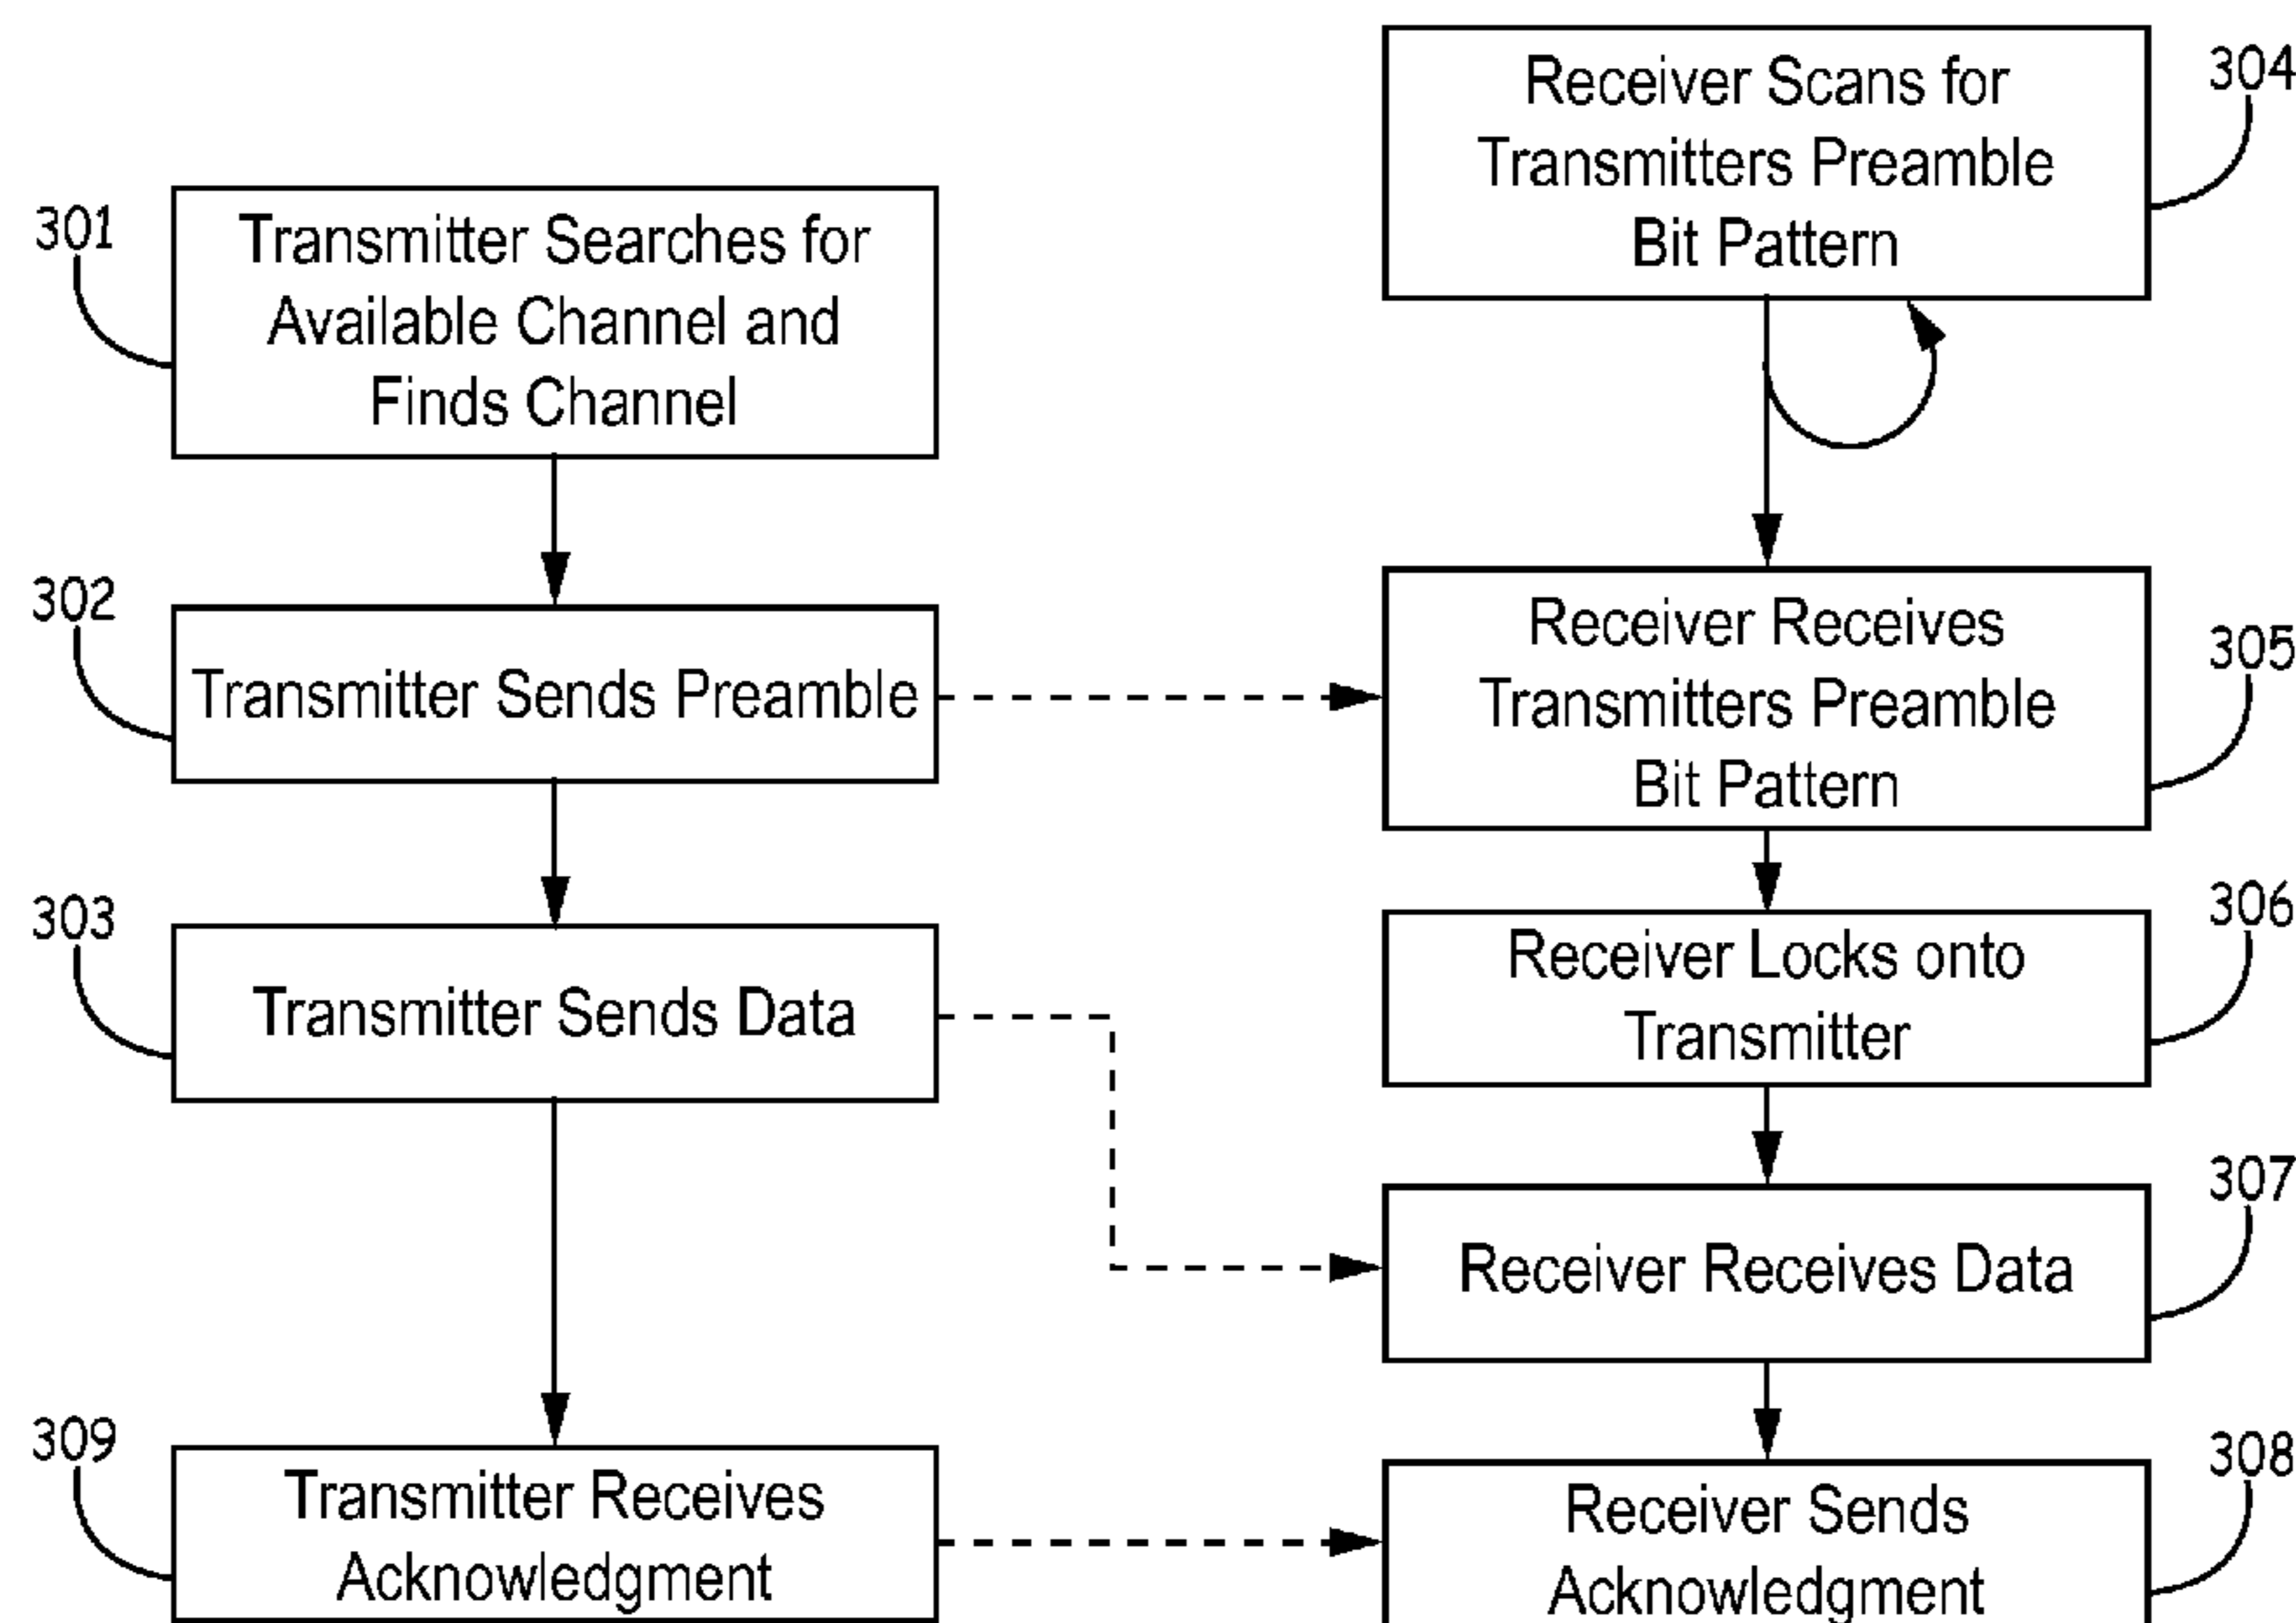 301
Transmitter Searches for
Available Channel and
Finds Channel
302
Transmitter Sends Preamble
303
Transmitter Sends Data
309
Transmitter Receives
Acknowledgment
Receiver Scans for
Transmitters Preamble
Bit Pattern
304
Receiver Receives
Transmitters Preamble
Bit Pattern
305
Receiver Locks onto
Transmitter
306
Receiver Receives Data
307
Receiver Sends
Acknowledgment
308